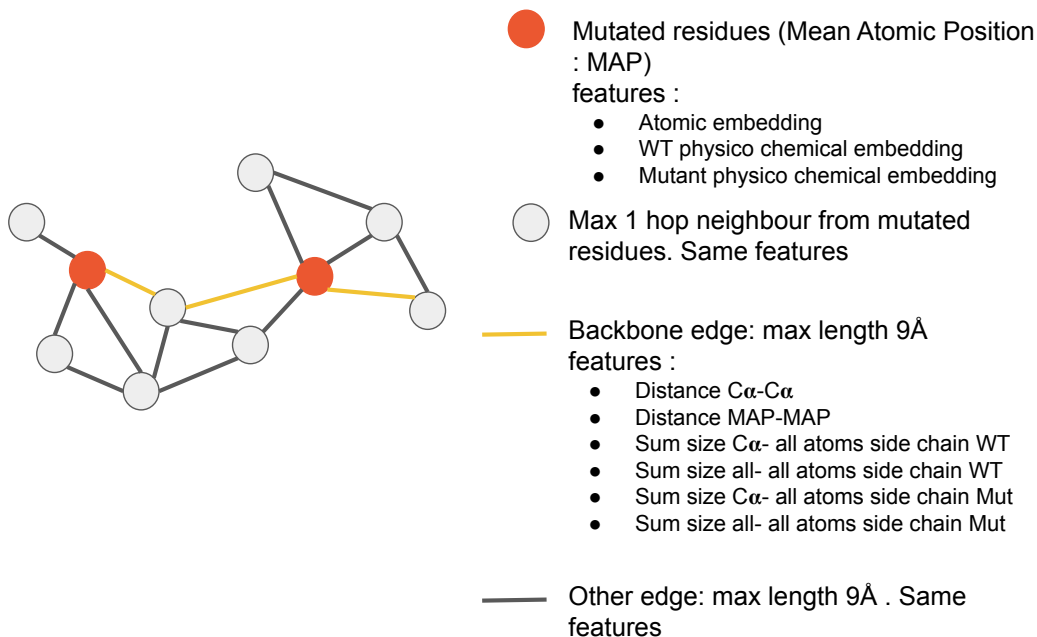 Mutated residues (Mean Atomic Position
: MAP)
features :
● Atomic embedding
● WT physico chemical embedding
● Mutant physico chemical embedding
Max 1 hop neighbour from mutated
residues. Same features
Backbone edge: max length 9Å
features :
● Distance Cα-Cα
● Distance MAP-MAP
● Sum size Cα- all atoms side chain WT
● Sum size all- all atoms side chain WT
● Sum size Cα- all atoms side chain Mut
● Sum size all- all atoms side chain Mut
Other edge: max length 9Å . Same
features